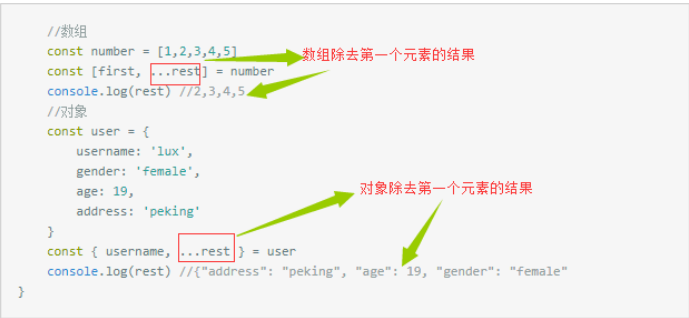 //数组
const number = [1,2,3,4,5]
const [first, ...rest] = number
数组除去第一个元素的结果
console.log(rest) //2,3,4,5
//对象
const user = {
username: 'lux',
gender: 'female',
age: 19,
address: 'peking'
对象除去第一个元素的结果
}
const { username, ...rest } = user
console.log(rest) //{"address": "peking", "age": 19, "gender": "female"
}